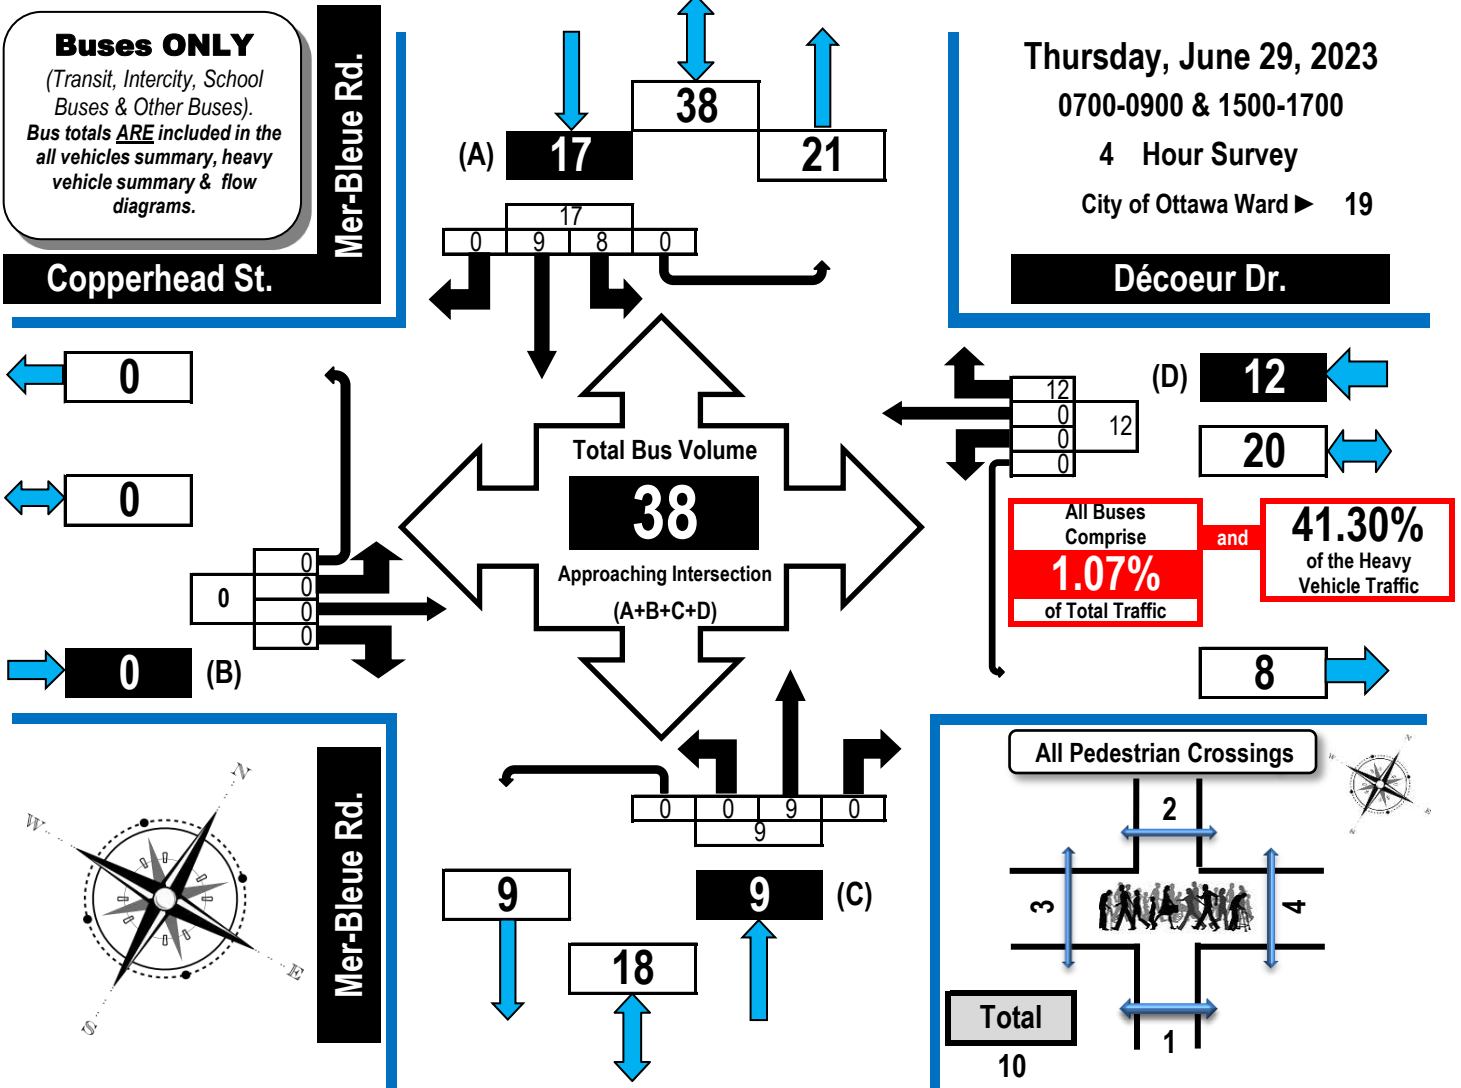 Buses ONLY
(Transit, Intercity, School
Buses & Other Buses).
Bus totals ARE included in the
all vehicles summary, heavy
vehicle summary & flow
diagrams.
Mer-Bleue Rd.
Copperhead St.
38
(A)
17
21
17
0 9 8 0
Thursday, June 29, 2023
0700-0900 & 1500-1700
4 Hour Survey
City of Ottawa Ward ► 19
Décoeur Dr.
0
0
0
0
0
0
0
0
(B)
Total Bus Volume
38
Approaching Intersection
(A+B+C+D)
(D)
12
12
0
0
0
12
20
All Buses
Comprise
1.07%
of Total Traffic
and
41.30%
of the Heavy
Vehicle Traffic
8
Mer-Bleue Rd.
N
W
E
S
0 0 9 0
9
9
9
(C)
18
All Pedestrian Crossings
N
W
E
S
2
3
4
1
Total
10